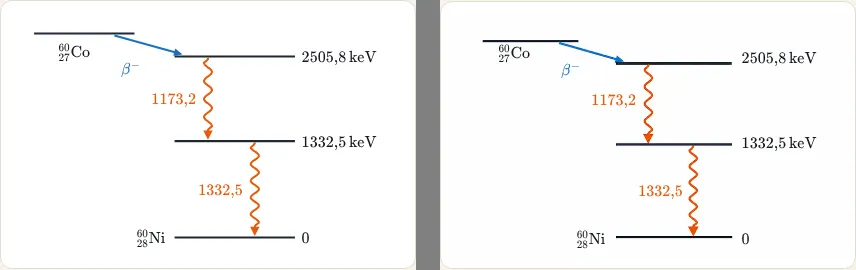 ⁶⁰₂₇Co
β⁻
2505,8 keV
1173,2
1332,5 keV
1332,5
⁶⁰₂₈Ni
0
⁶⁰₂₇Co
β⁻
2505,8 keV
1173,2
1332,5 keV
1332,5
⁶⁰₂₈Ni
0